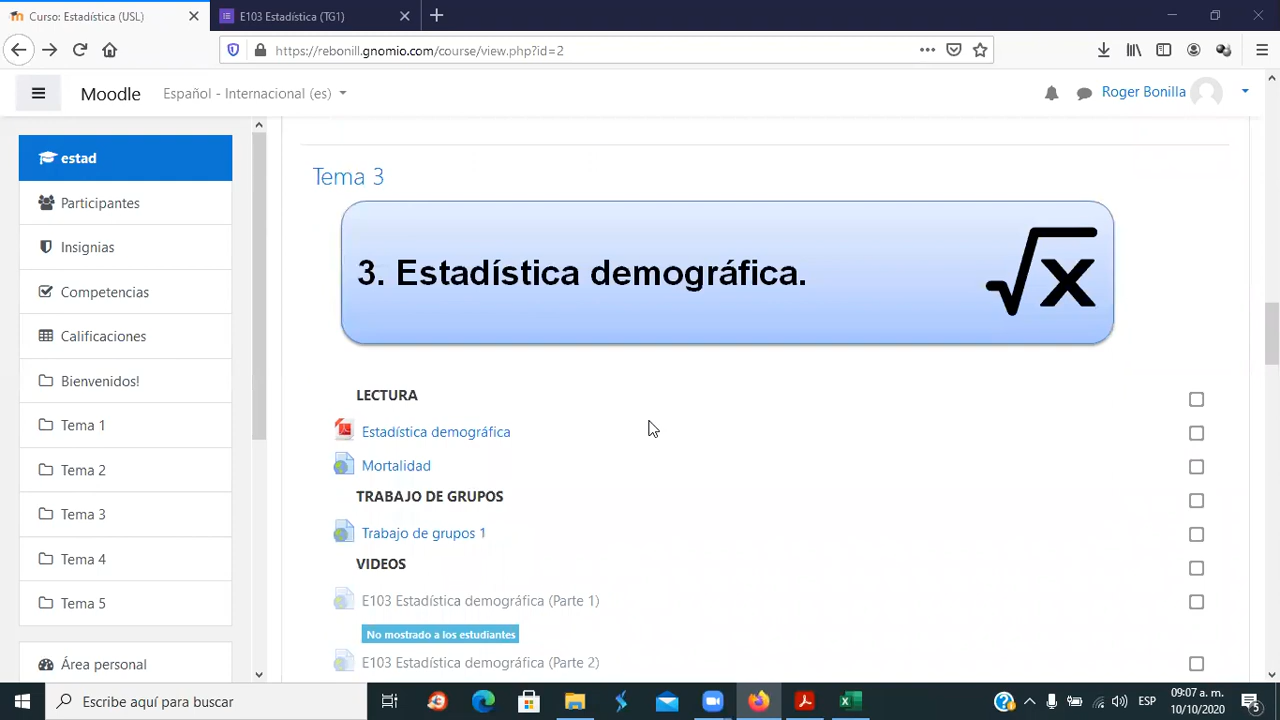 Curso: Estadística (USL)
E103 Estadística (TG1)
https://rebonill.gnomio.com/course/view.php?id=2
Moodle
Español - Internacional (es)
Roger Bonilla
estad
Participantes
Insignias
Competencias
Calificaciones
Bienvenidos!
Tema 1
Tema 2
Tema 3
Tema 4
Tema 5
Área personal
Tema 3
3. Estadística demográfica.
√x
LECTURA
Estadística demográfica
Mortalidad
TRABAJO DE GRUPOS
Trabajo de grupos 1
VIDEOS
E103 Estadística demográfica (Parte 1)
No mostrado a los estudiantes
E103 Estadística demográfica (Parte 2)
Escribe aquí para buscar
ESP
09:07 a. m.
10/10/2020
5